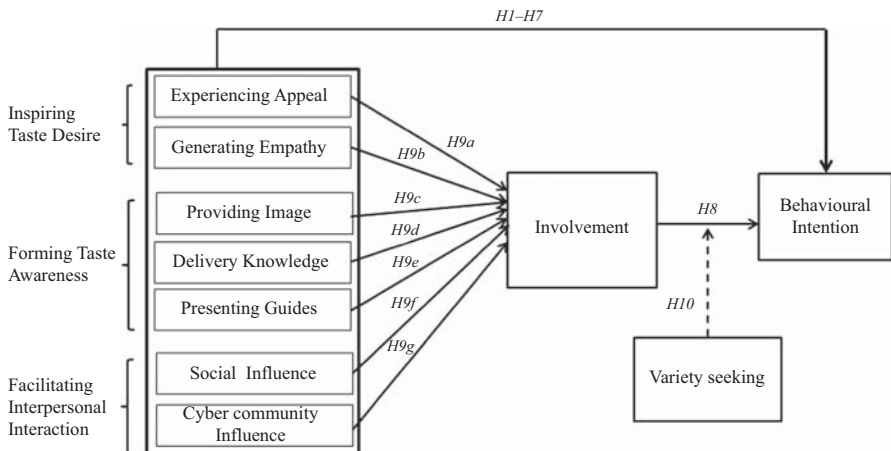 H1–H7
Inspiring
Taste Desire
Experiencing Appeal
Generating Empathy
H9a
H9b
Forming Taste
Awareness
Providing Image
Delivery Knowledge
Presenting Guides
H9c
H9d
H9e
H9f
H9g
Facilitating
Interpersonal
Interaction
Social Influence
Cyber community
Influence
Involvement
H8
Behavioural
Intention
H10
Variety seeking